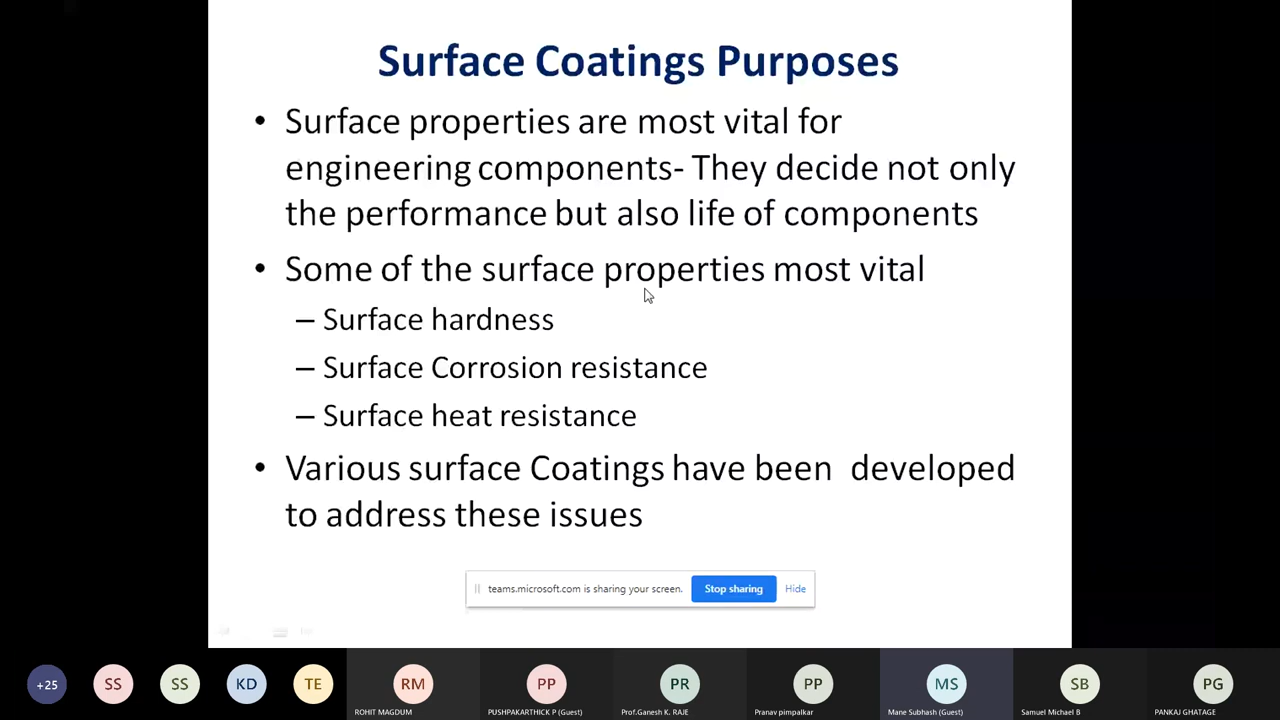 Surface Coatings Purposes
• Surface properties are most vital for
engineering components- They decide not only
the performance but also life of components
• Some of the surface properties most vital
– Surface hardness
– Surface Corrosion resistance
– Surface heat resistance
• Various surface Coatings have been developed
to address these issues
teams.microsoft.com is sharing your screen. Stop sharing Hide
+25 SS SS KD TE RM PP PR PP MS SB PG
ROHIT MAGDUM PUSHPAKARTHICK P (Guest) Prof.Ganesh K. RAJE Pranav pimpalkar Mane Subhash (Guest) Samuel Michael B PANKAJ GHATAGE